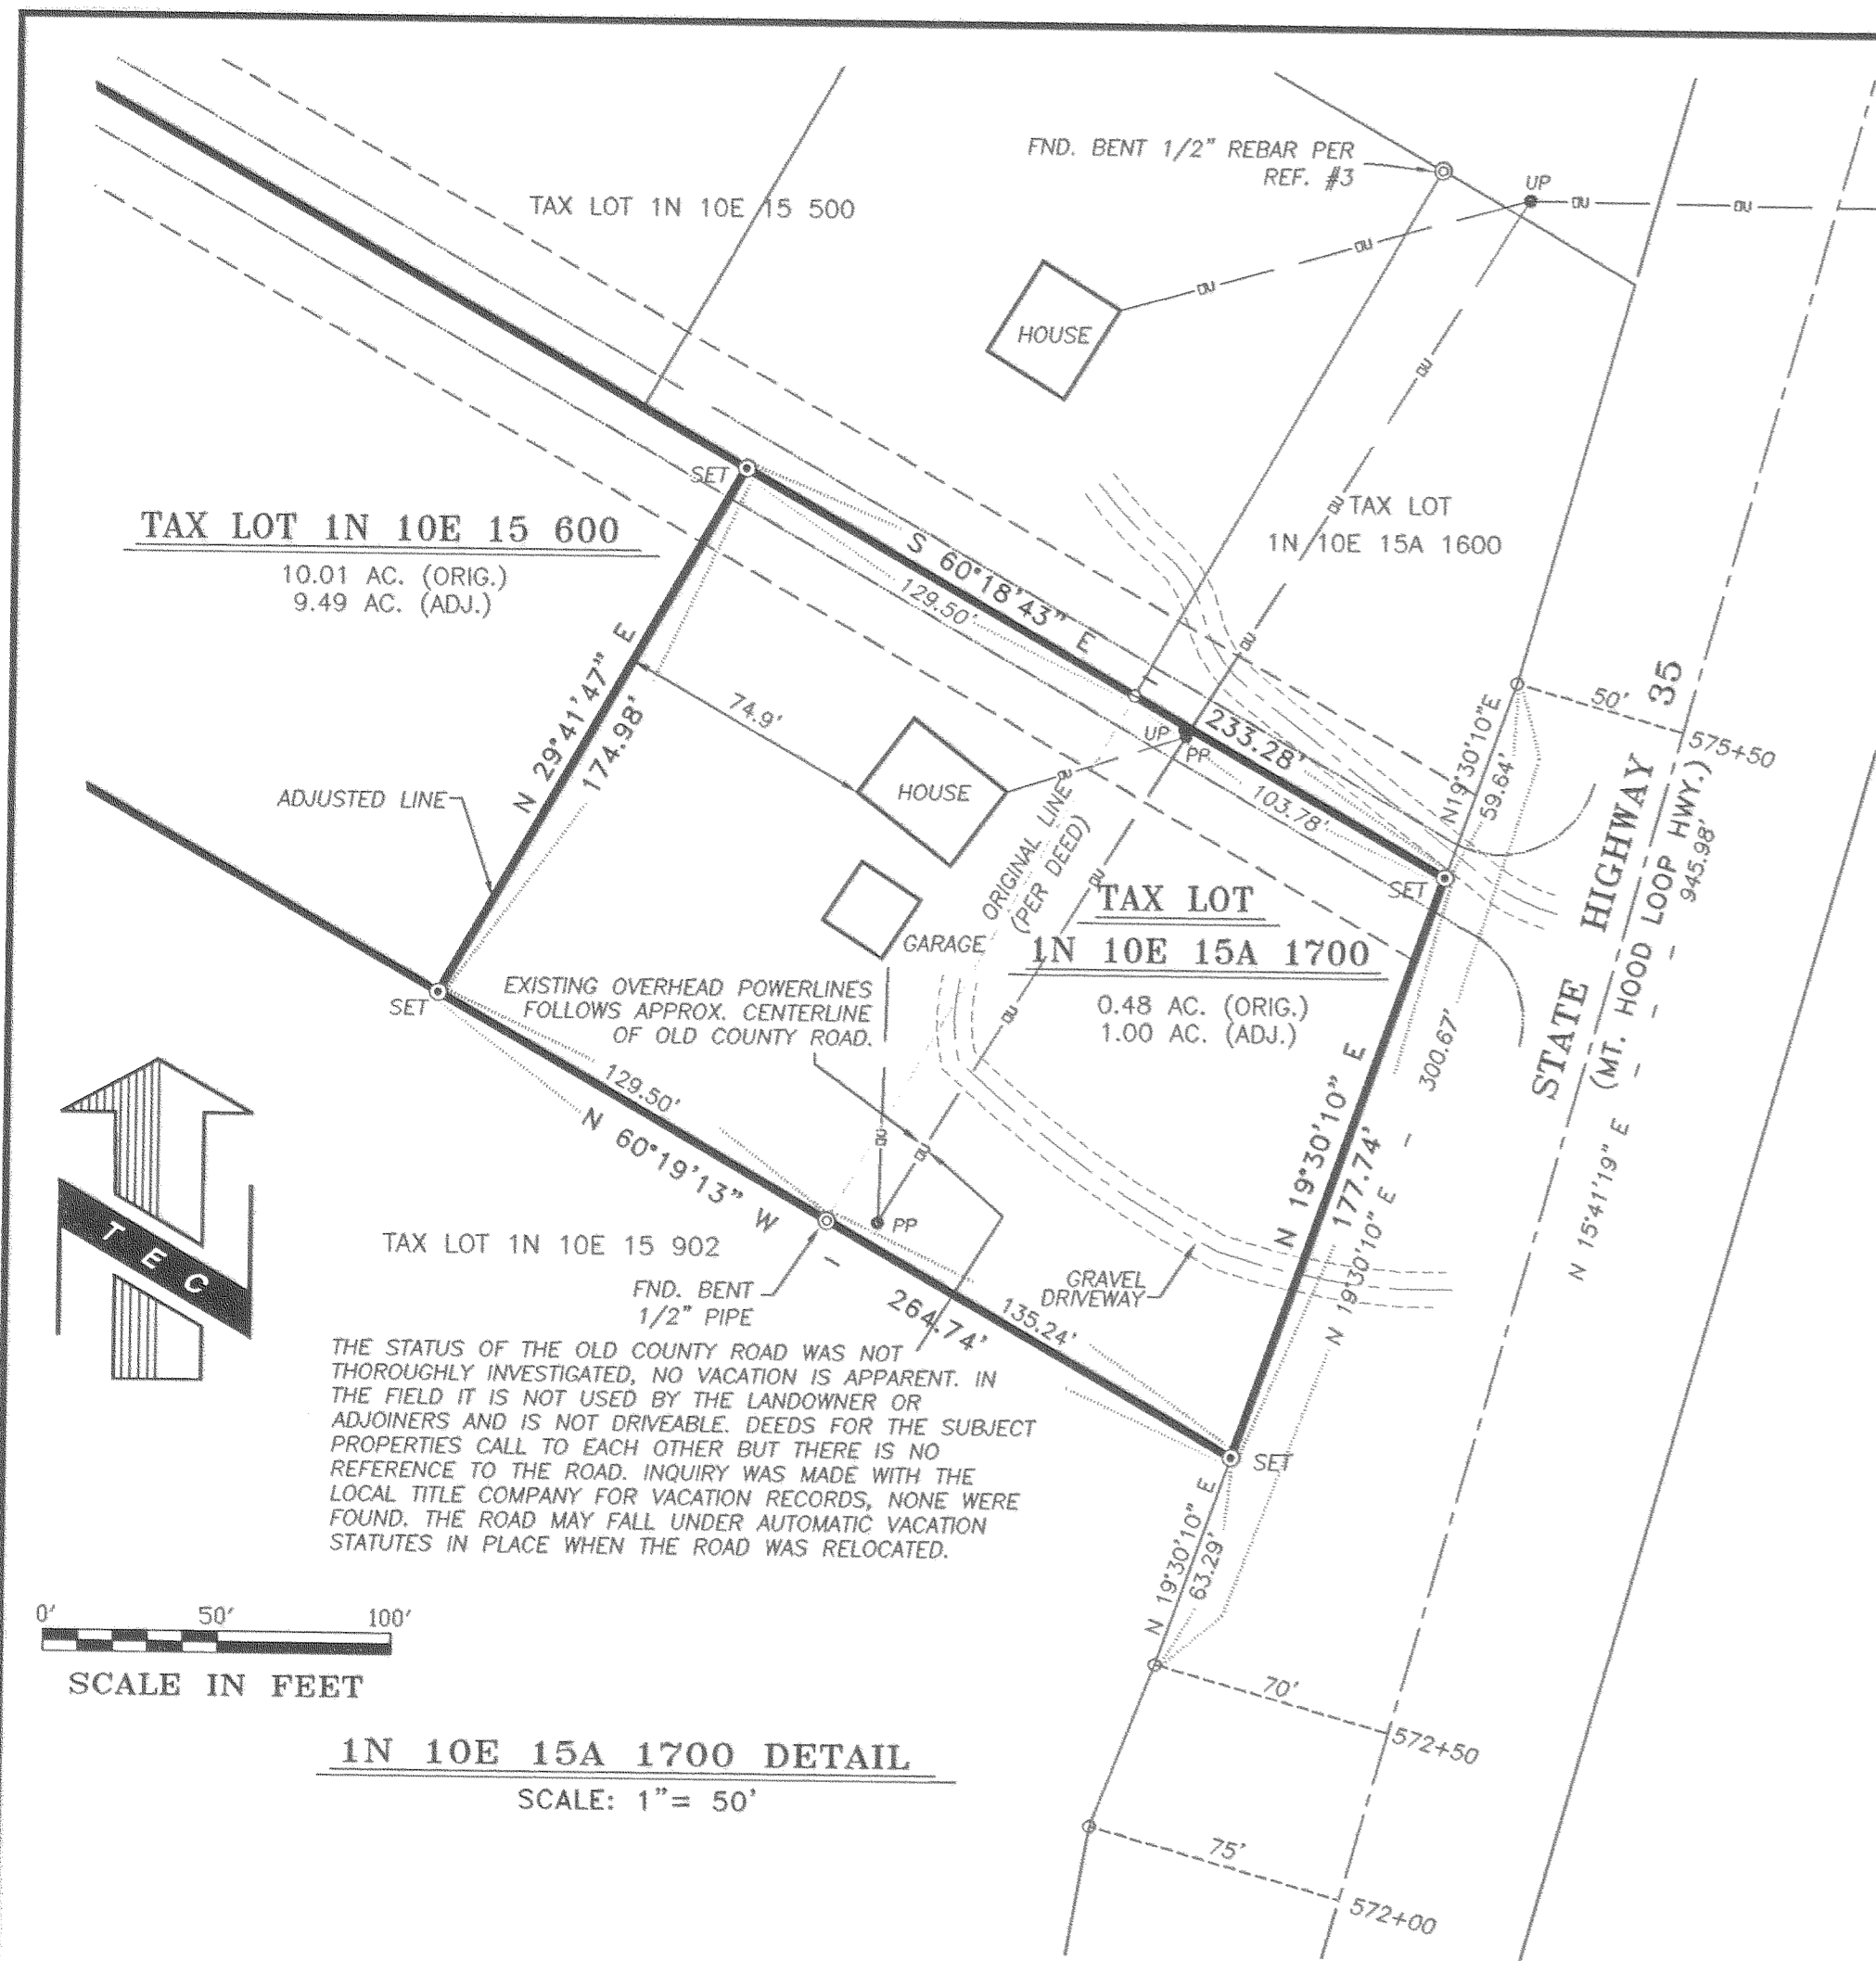 FND. BENT 1/2" REBAR PER
REF. #3
UP
OU
OU
TAX LOT 1N 10E 15 500
OU
OU
HOUSE
OU
SET
TAX LOT 1N 10E 15 600
10.01 AC. (ORIG.)
9.49 AC. (ADJ.)
TAX LOT
1N 10E 15A 1600
OU
S 60°18'43" E - 233.28'
129.50'
OU
N 29°41'47" E
174.98'
74.9'
UP
PP
103.78'
N19°30'10"E
59.64'
50'
575+50
STATE HIGHWAY 35
(MT. HOOD LOOP HWY.)
945.98'
N 15°41'19" E
ADJUSTED LINE
HOUSE
OU
ORIGINAL LINE
(PER DEED)
OU
SET
TAX LOT
1N 10E 15A 1700
0.48 AC. (ORIG.)
1.00 AC. (ADJ.)
GARAGE
SET
EXISTING OVERHEAD POWERLINES
FOLLOWS APPROX. CENTERLINE
OF OLD COUNTY ROAD.
OU
N 19°30'10" E
177.74'
N 19°30'10" E - 300.67'
129.50'
OU
OU
N 60°19'13" W - 264.74'
PP
TAX LOT 1N 10E 15 902
FND. BENT
1/2" PIPE
135.24'
GRAVEL
DRIVEWAY
T E C
THE STATUS OF THE OLD COUNTY ROAD WAS NOT
THOROUGHLY INVESTIGATED, NO VACATION IS APPARENT. IN
THE FIELD IT IS NOT USED BY THE LANDOWNER OR
ADJOINERS AND IS NOT DRIVEABLE. DEEDS FOR THE SUBJECT
PROPERTIES CALL TO EACH OTHER BUT THERE IS NO
REFERENCE TO THE ROAD. INQUIRY WAS MADE WITH THE
LOCAL TITLE COMPANY FOR VACATION RECORDS, NONE WERE
FOUND. THE ROAD MAY FALL UNDER AUTOMATIC VACATION
STATUTES IN PLACE WHEN THE ROAD WAS RELOCATED.
SET
N 19°30'10" E
63.29'
0' 50' 100'
SCALE IN FEET
70'
572+50
1N 10E 15A 1700 DETAIL
SCALE: 1"= 50'
75'
572+00